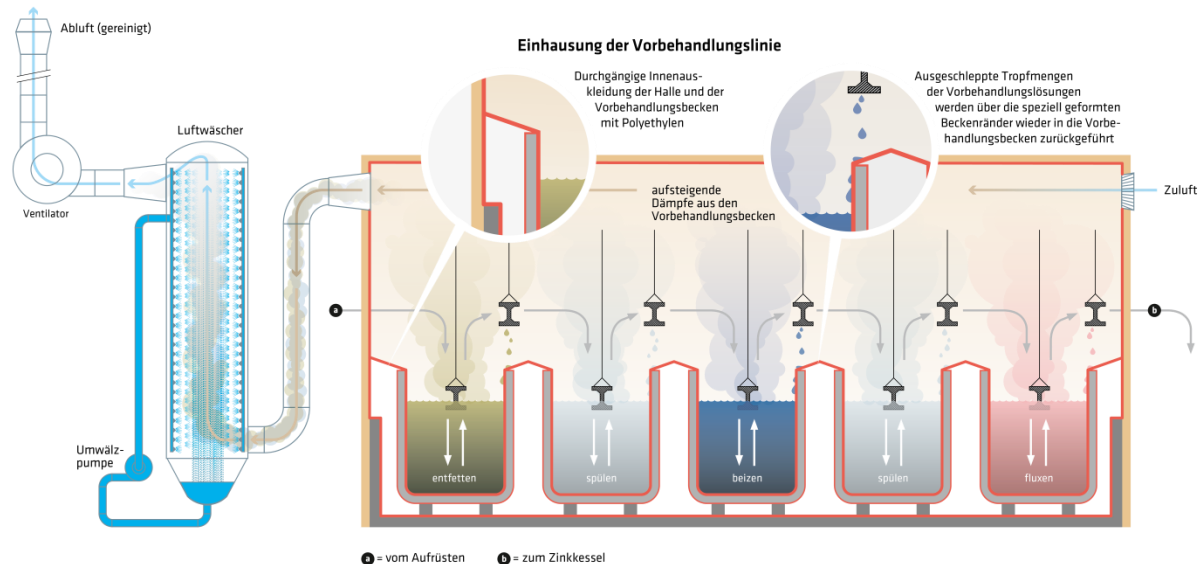 Abluft (gereinigt)
Einhausung der Vorbehandlungslinie
Durchgängige Innenaus-
kleidung der Halle und der
Vorbehandlungsbecken
mit Polyethylen
Ausgeschleppte Tropfmengen
der Vorbehandlungslösungen
werden über die speziell geformten
Beckenränder wieder in die Vorbe-
handlungsbecken zurückgeführt
Luftwäscher
Ventilator
aufsteigende
Dämpfe aus den
Vorbehandlungsbecken
Zuluft
a
b
Umwälz-
pumpe
entfetten
spülen
beizen
spülen
fluxen
a = vom Aufrüsten
b = zum Zinkkessel